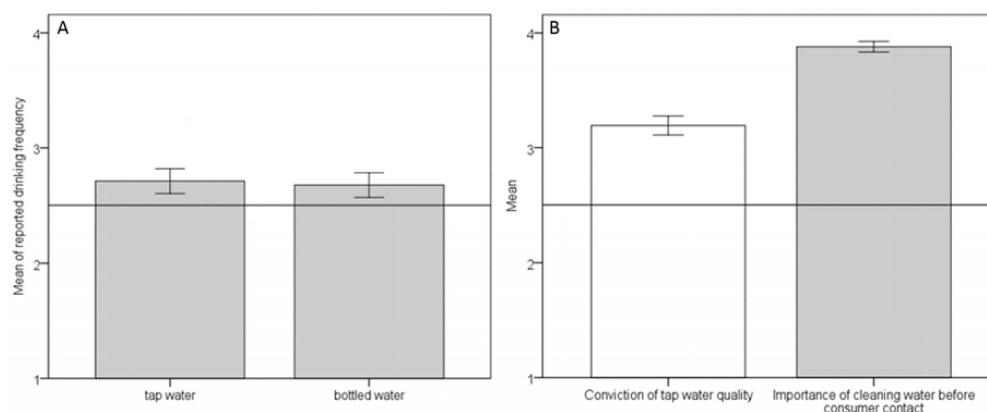 A
4
3
2
1
Mean of reported drinking frequency
tap water
bottled water
B
4
3
2
1
Mean
Conviction of tap water quality
Importance of cleaning water before
consumer contact